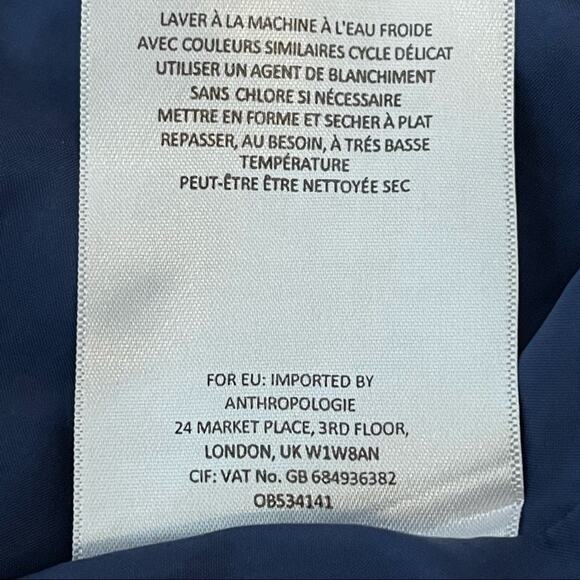 LAVER À LA MACHINE À L'EAU FROIDE
AVEC COULEURS SIMILAIRES CYCLE DÉLICAT
UTILISER UN AGENT DE BLANCHIMENT
SANS CHLORE SI NÉCESSAIRE
METTRE EN FORME ET SECHER À PLAT
REPASSER, AU BESOIN, À TRÉS BASSE
TEMPÉRATURE
PEUT-ÊTRE ÊTRE NETTOYÉE SEC
FOR EU: IMPORTED BY
ANTHROPOLOGIE
24 MARKET PLACE, 3RD FLOOR,
LONDON, UK W1W8AN
CIF: VAT No. GB 684936382
OB534141